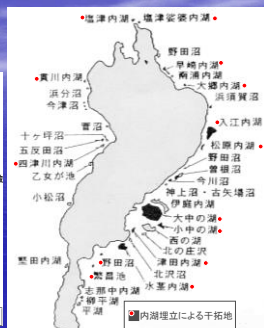 塩津内湖
塩津娑婆内湖
野田沼
早崎内湖
南浦内湖
大郷内湖
浜須賀沼
貫川内湖
浜分沼
今津沼
入江内湖
菅沼
松原内湖
十ヶ坪沼
野田沼
五反田沼
曽根沼
四津川内湖
今川沼
乙女が池
神上沼・古矢場沼
小松沼
伊庭内湖
大中の湖
小中の湖
西の湖
北の庄沢
堅田内湖
野田沼
津田内湖
繁昌池
北沢沼
志那中内湖
水茎内湖
柳平湖
平湖
内湖埋立による干拓地